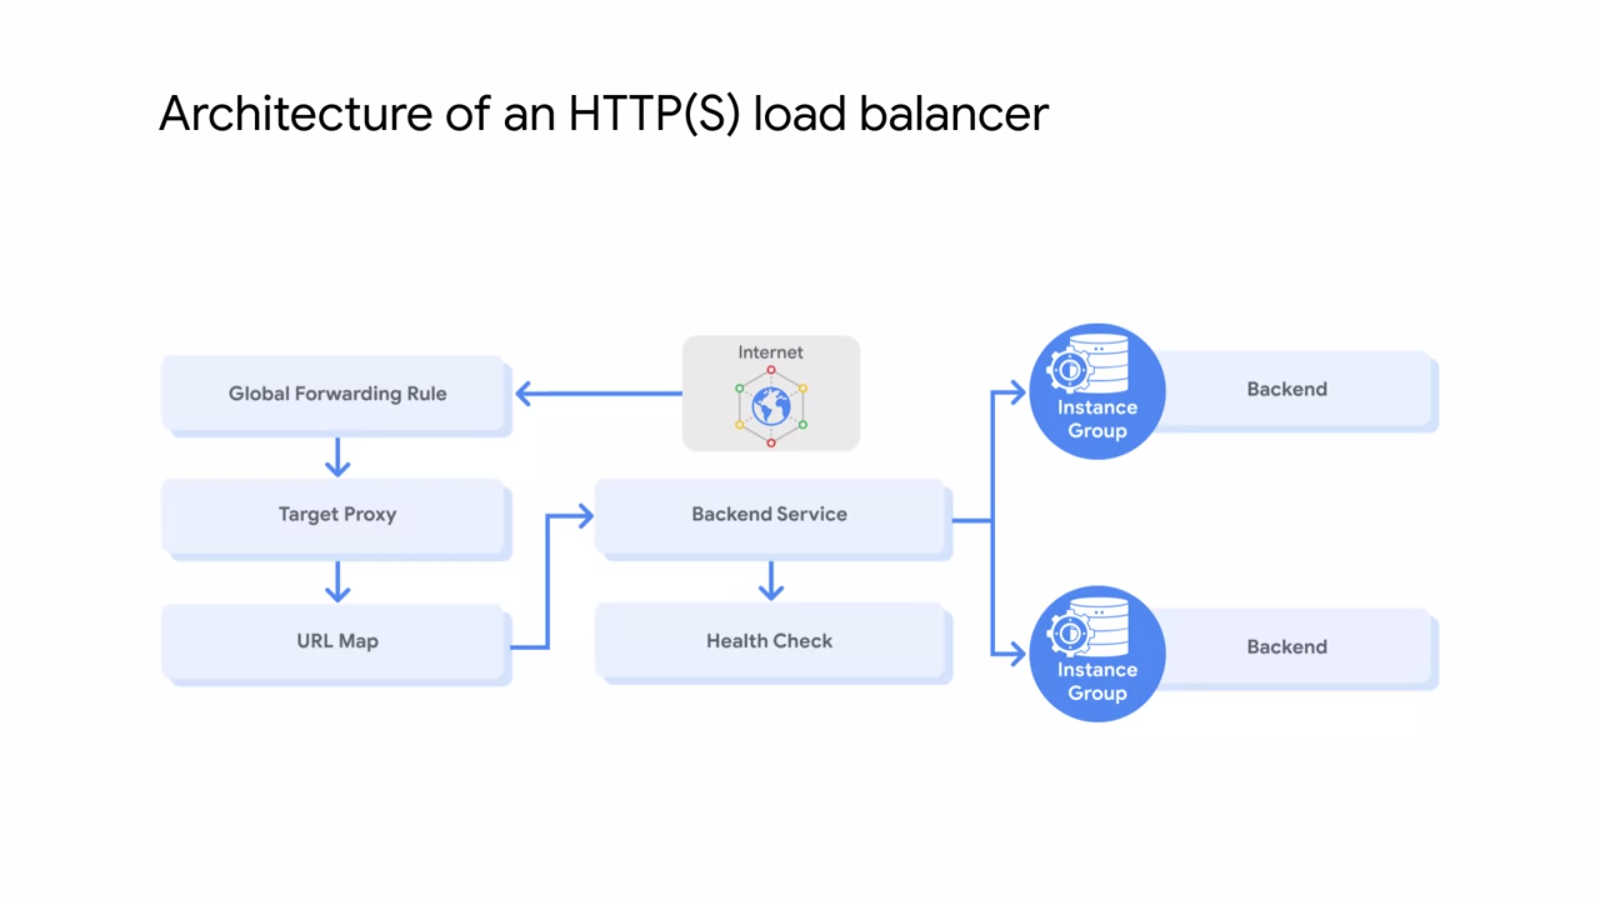 Architecture of an HTTP(S) load balancer
Internet
Global Forwarding Rule
Target Proxy
URL Map
Backend Service
Health Check
Instance
Group
Backend
Instance
Group
Backend